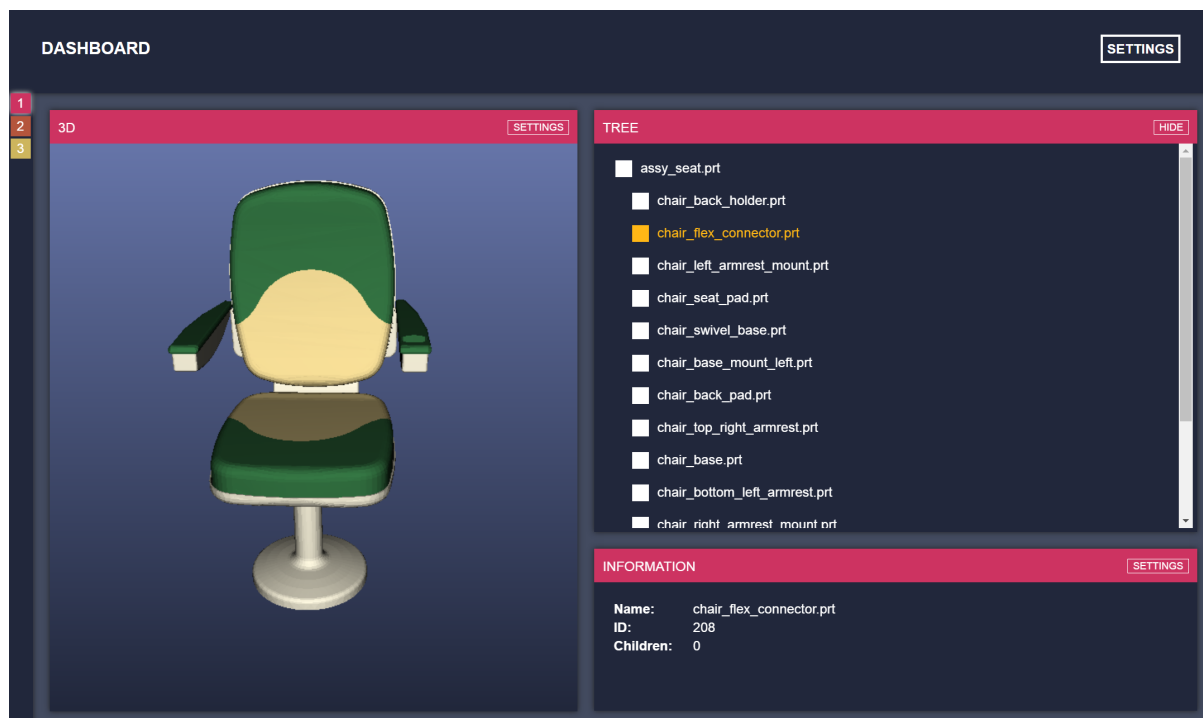 DASHBOARD
SETTINGS
1
2
3
3D
SETTINGS
TREE
HIDE
assy_seat.prt
chair_back_holder.prt
chair_flex_connector.prt
chair_left_armrest_mount.prt
chair_seat_pad.prt
chair_swivel_base.prt
chair_base_mount_left.prt
chair_back_pad.prt
chair_top_right_armrest.prt
chair_base.prt
chair_bottom_left_armrest.prt
chair_right_armrest_mount.prt
INFORMATION
SETTINGS
Name: chair_flex_connector.prt
ID: 208
Children: 0